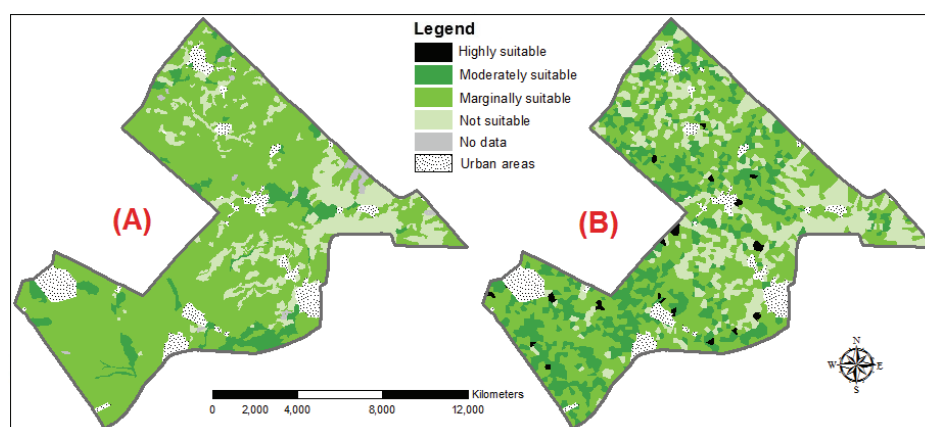 Legend
Highly suitable
Moderately suitable
Marginally suitable
Not suitable
No data
Urban areas
(A)
(B)
N
W E
S
Kilometers
0 2,000 4,000 8,000 12,000